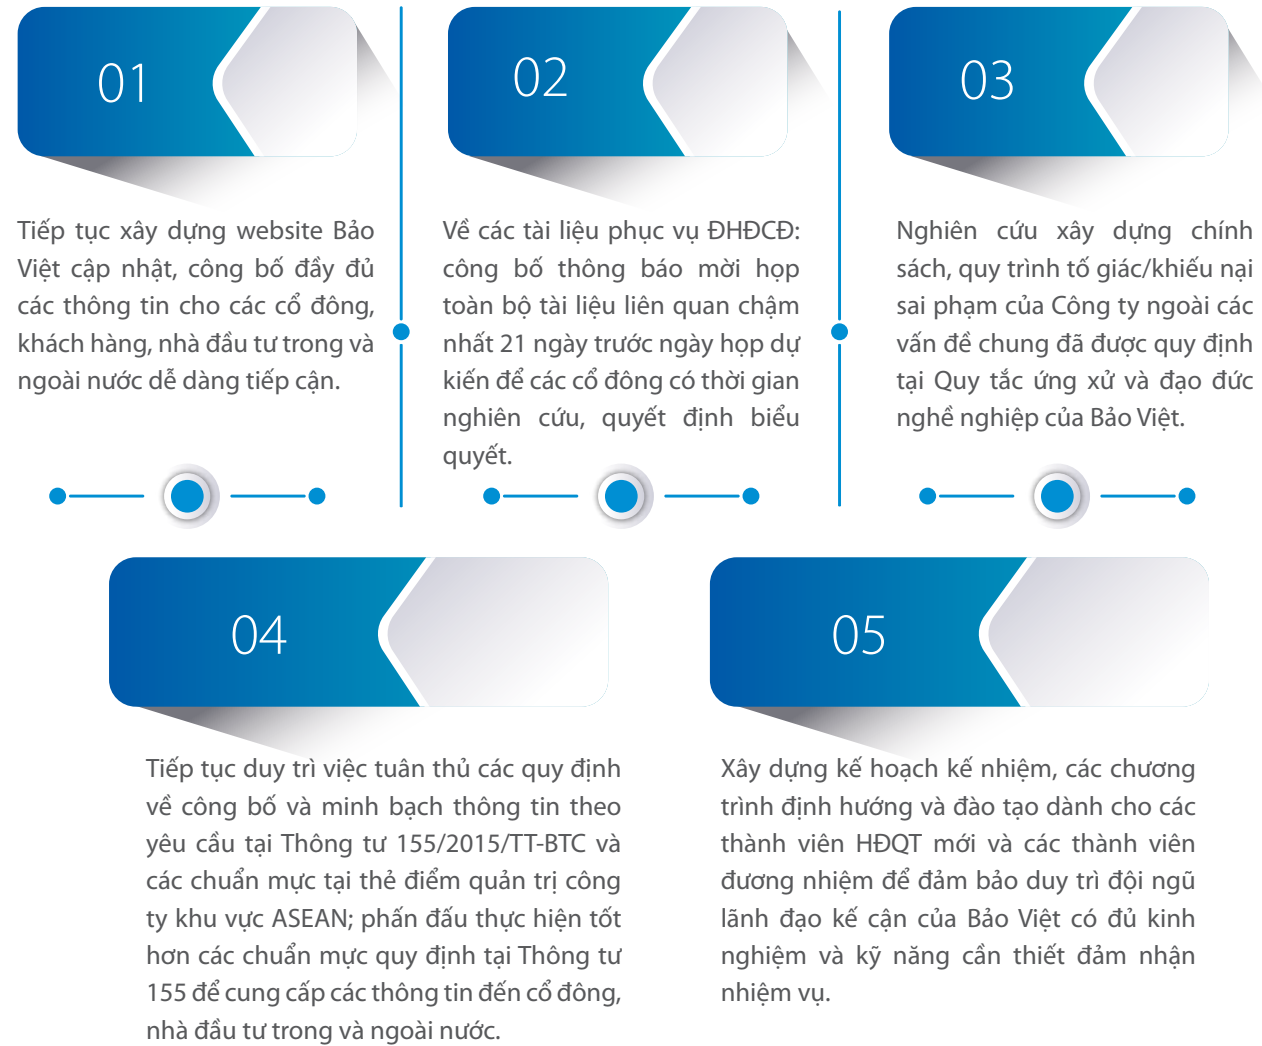 01
Tiếp tục xây dựng website Bảo
Việt cập nhật, công bố đầy đủ
các thông tin cho các cổ đông,
khách hàng, nhà đầu tư trong và
ngoài nước dễ dàng tiếp cận.
02
Về các tài liệu phục vụ ĐHĐCĐ:
công bố thông báo mời họp
toàn bộ tài liệu liên quan chậm
nhất 21 ngày trước ngày họp dự
kiến để các cổ đông có thời gian
nghiên cứu, quyết định biểu
quyết.
03
Nghiên cứu xây dựng chính
sách, quy trình tố giác/khiếu nại
sai phạm của Công ty ngoài các
vấn đề chung đã được quy định
tại Quy tắc ứng xử và đạo đức
nghề nghiệp của Bảo Việt.
04
Tiếp tục duy trì việc tuân thủ các quy định
về công bố và minh bạch thông tin theo
yêu cầu tại Thông tư 155/2015/TT-BTC và
các chuẩn mực tại thẻ điểm quản trị công
ty khu vực ASEAN; phấn đấu thực hiện tốt
hơn các chuẩn mực quy định tại Thông tư
155 để cung cấp các thông tin đến cổ đông,
nhà đầu tư trong và ngoài nước.
05
Xây dựng kế hoạch kế nhiệm, các chương
trình định hướng và đào tạo dành cho các
thành viên HĐQT mới và các thành viên
đương nhiệm để đảm bảo duy trì đội ngũ
lãnh đạo kế cận của Bảo Việt có đủ kinh
nghiệm và kỹ năng cần thiết đảm nhận
nhiệm vụ.